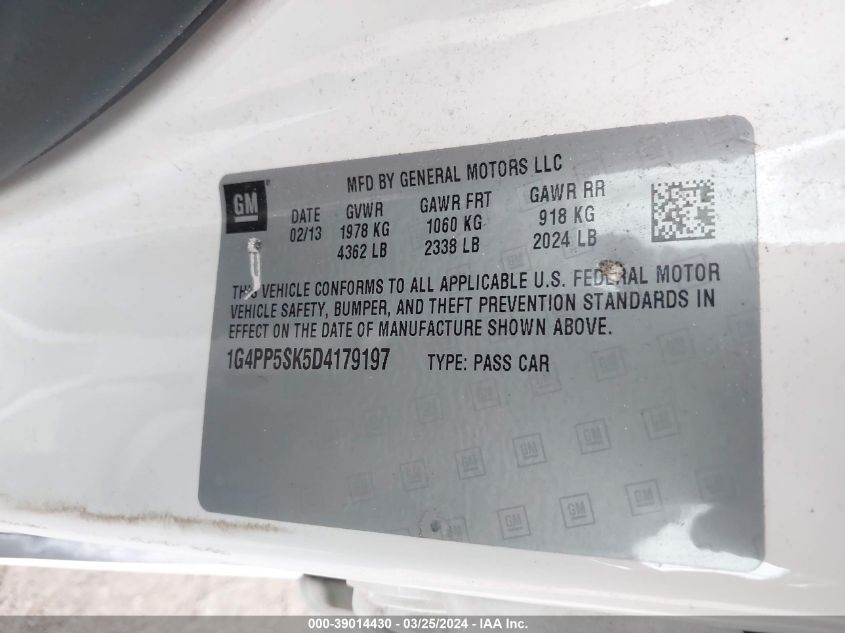 GM
MFD BY GENERAL MOTORS LLC
DATE GVWR GAWR FRT GAWR RR
02/13 1978 KG 1060 KG 918 KG
4362 LB 2338 LB 2024 LB
THIS VEHICLE CONFORMS TO ALL APPLICABLE U.S. FEDERAL MOTOR
VEHICLE SAFETY, BUMPER, AND THEFT PREVENTION STANDARDS IN
EFFECT ON THE DATE OF MANUFACTURE SHOWN ABOVE.
1G4PP5SK5D4179197 TYPE: PASS CAR
000-39014430 - 03/25/2024 - IAA Inc.